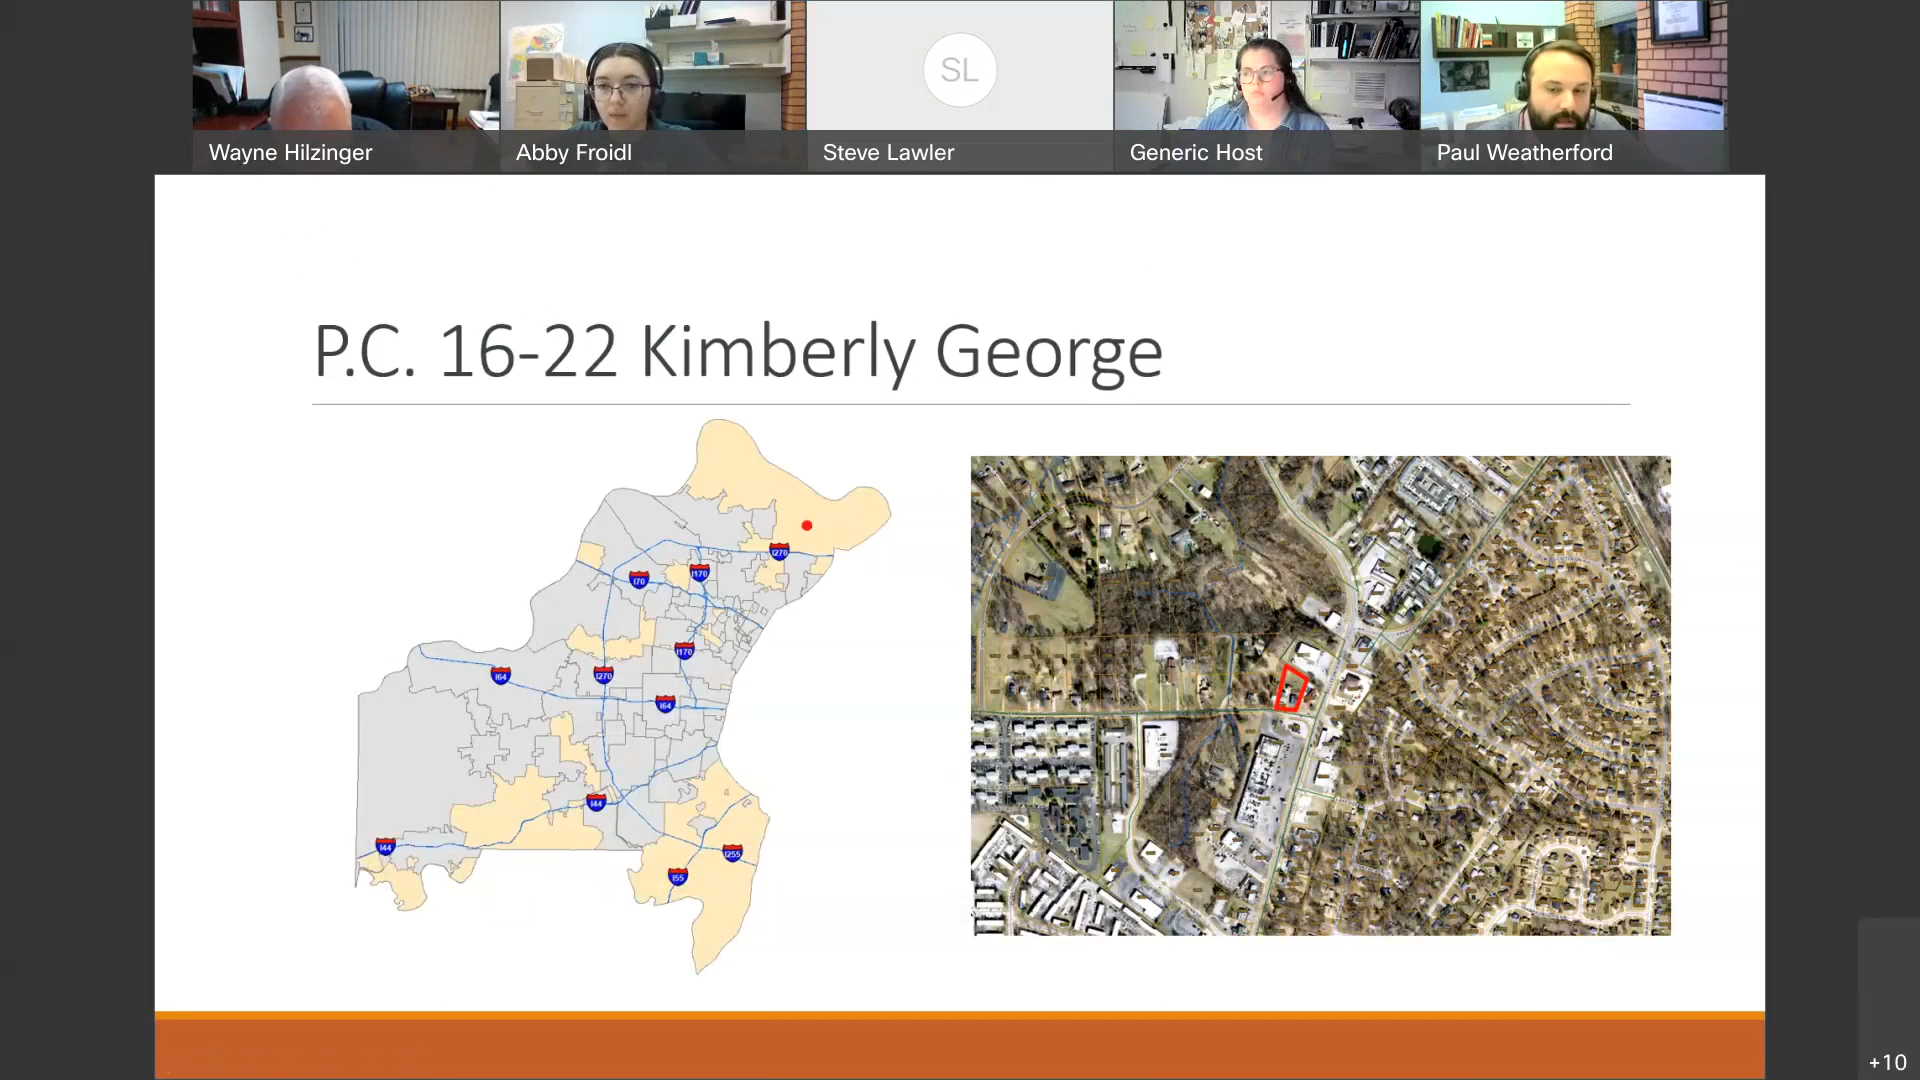 SL
Wayne Hilzinger
Abby Froidl
Steve Lawler
Generic Host
Paul Weatherford
P.C. 16-22 Kimberly George
I270
I70
I170
I170
I64
I270
I64
I44
I44
I255
I55
+10